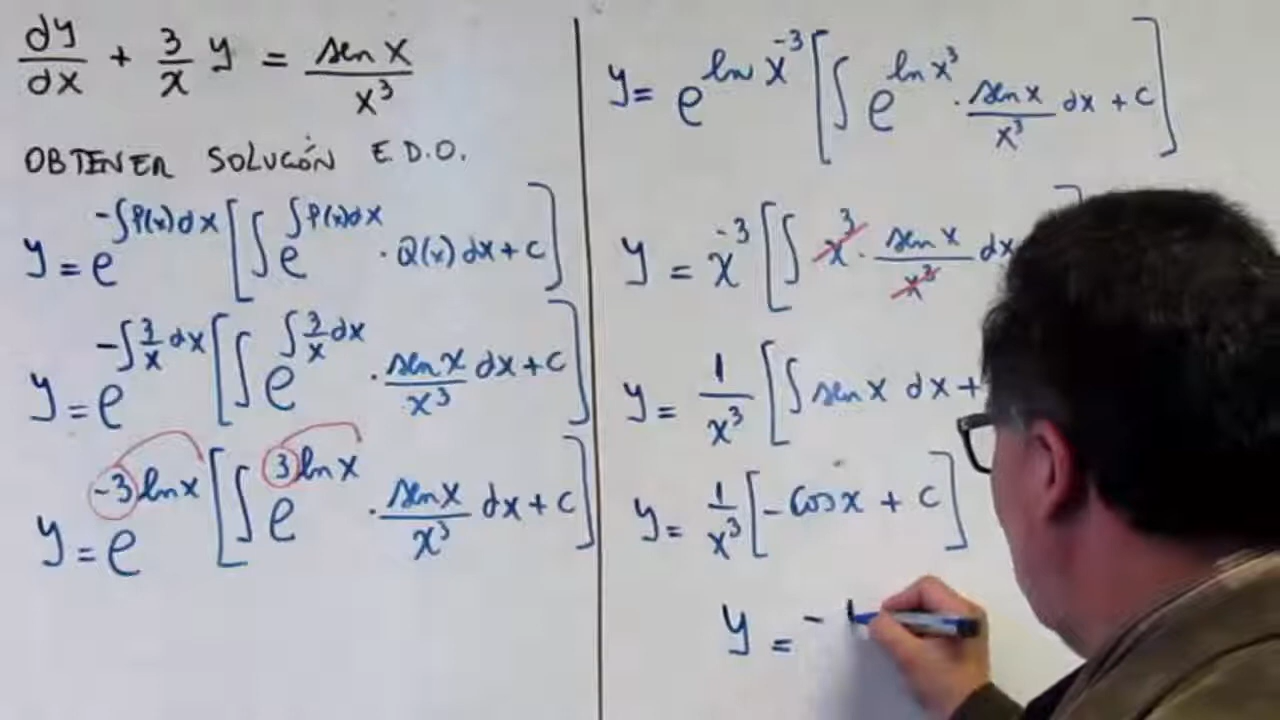 dy/dx + 3/x y = sen x/x³
OBTENER SOLUCÓN E.D.O.
y = e^(-∫P(x)dx) [∫ e^(∫P(x)dx) · Q(x) dx + C]
y = e^(-∫3/x dx) [∫ e^(∫3/x dx) · sen x/x³ dx + C]
y = e^(-3 ln x) [∫ e^(3 ln x) · sen x/x³ dx + C]
y = e^(ln x⁻³) [∫ e^(ln x³) · sen x/x³ dx + C]
y = x⁻³ [∫ x³ · sen x/x³ dx ]
y = 1/x³ [∫ sen x dx +
y = 1/x³ [- cos x + C]
y = -